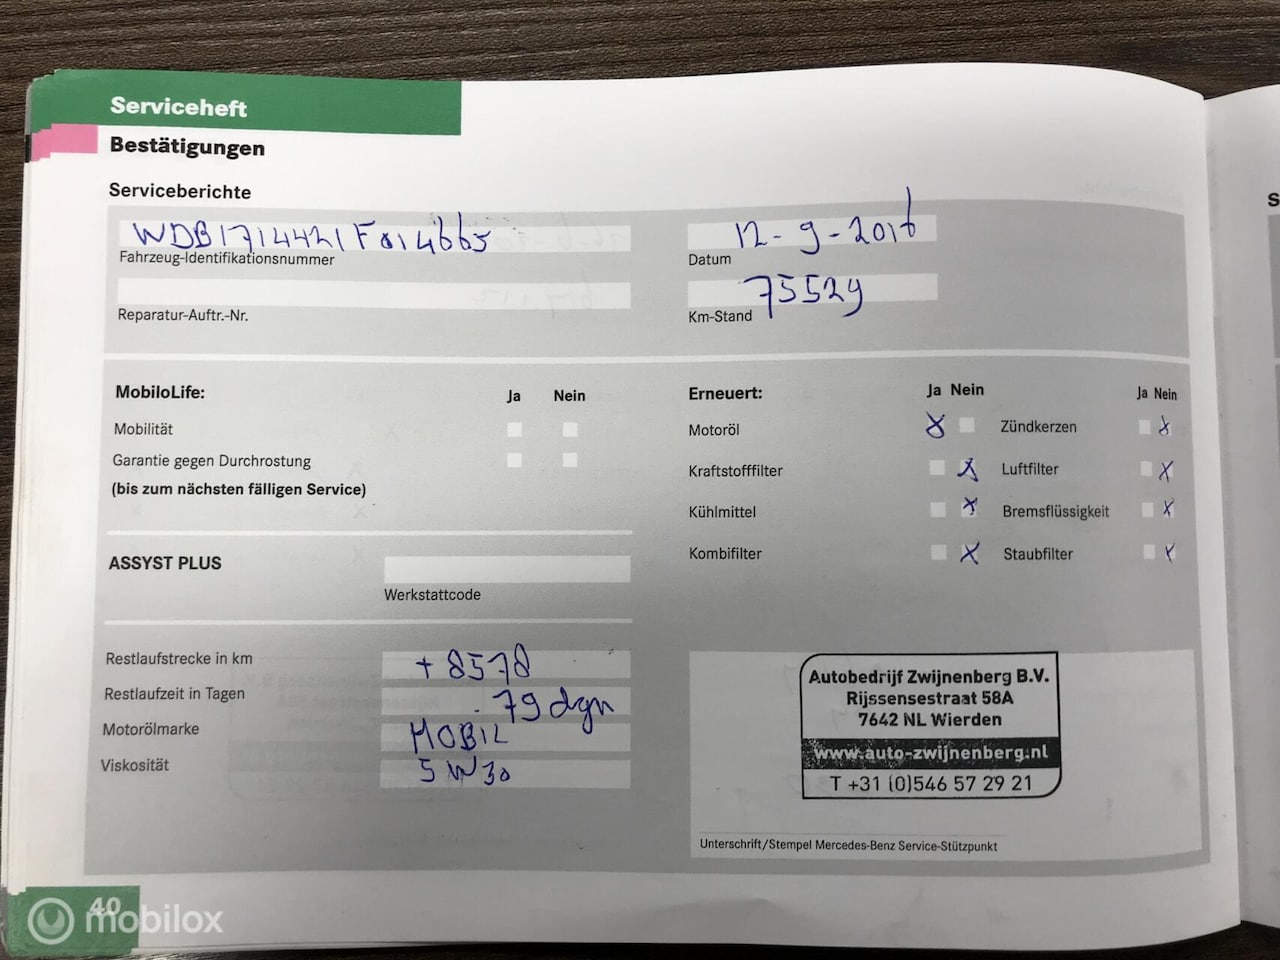 Serviceheft
Bestätigungen
Serviceberichte
WDB1714421F014665
Fahrzeug-Identifikationsnummer
12-9-2016
Datum
Reparatur-Auftr.-Nr.
75529
Km-Stand
MobiloLife: Ja Nein
Mobilität
Garantie gegen Durchrostung
(bis zum nächsten fälligen Service)
Erneuert: Ja Nein Ja Nein
Motoröl Zündkerzen
Kraftstofffilter Luftfilter
Kühlmittel Bremsflüssigkeit
Kombifilter Staubfilter
ASSYST PLUS
Werkstattcode
Restlaufstrecke in km + 8578
Restlaufzeit in Tagen - 79 dgn
Motorölmarke MOBIL
Viskosität 5W30
Autobedrijf Zwijnenberg B.V.
Rijssensestraat 58A
7642 NL Wierden
www.auto-zwijnenberg.nl
T +31 (0)546 57 29 21
Unterschrift/Stempel Mercedes-Benz Service-Stützpunkt
40
mobilox
S